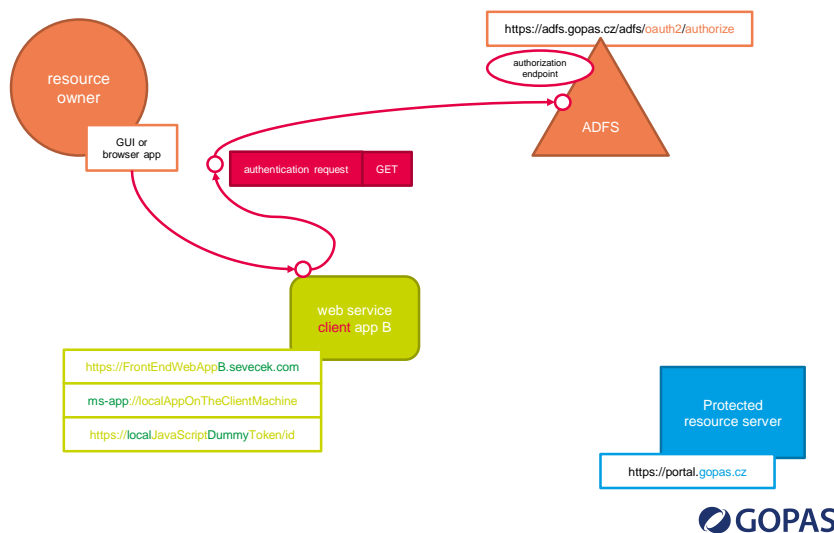 https://adfs.gopas.cz/adfs/oauth2/authorize
authorization
endpoint
ADFS
resource
owner
GUI or
browser app
authentication request
GET
web service
client app B
https://FrontEndWebAppB.sevecek.com
ms-app://localAppOnTheClientMachine
https://localJavaScriptDummyToken/id
Protected
resource server
https://portal.gopas.cz
GOPAS